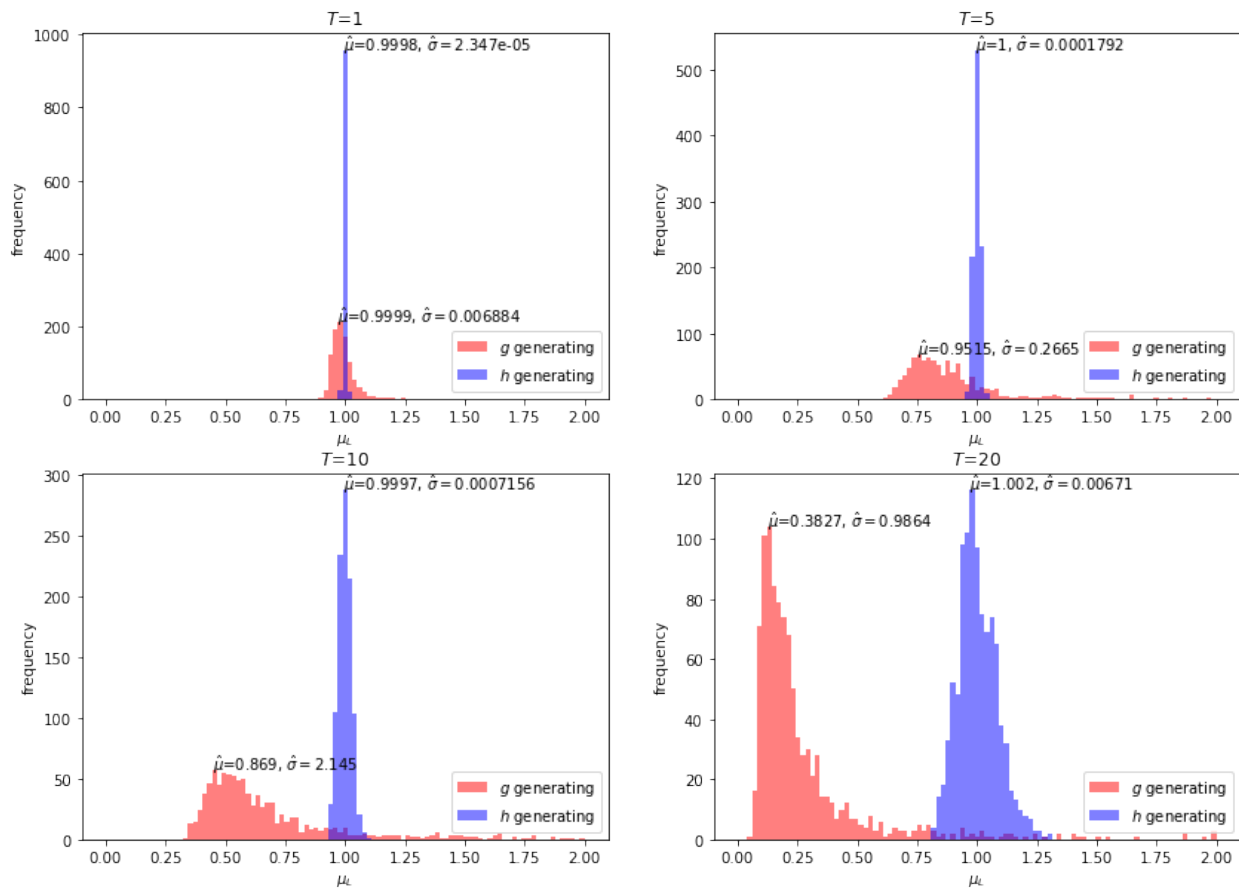 T=1
1000
800
600
400
200
0
frequency
μ̂=0.9998, σ̂=2.347e-05
μ̂=0.9999, σ̂=0.006884
g generating
h generating
0.00 0.25 0.50 0.75 1.00 1.25 1.50 1.75 2.00
μ_L
T=5
500
400
300
200
100
0
frequency
μ̂=1, σ̂=0.0001792
μ̂=0.9515, σ̂=0.2665
g generating
h generating
0.00 0.25 0.50 0.75 1.00 1.25 1.50 1.75 2.00
μ_L
T=10
300
250
200
150
100
50
0
frequency
μ̂=0.9997, σ̂=0.0007156
μ̂=0.869, σ̂=2.145
g generating
h generating
0.00 0.25 0.50 0.75 1.00 1.25 1.50 1.75 2.00
μ_L
T=20
120
100
80
60
40
20
0
frequency
μ̂=1.002, σ̂=0.00671
μ̂=0.3827, σ̂=0.9864
g generating
h generating
0.00 0.25 0.50 0.75 1.00 1.25 1.50 1.75 2.00
μ_L